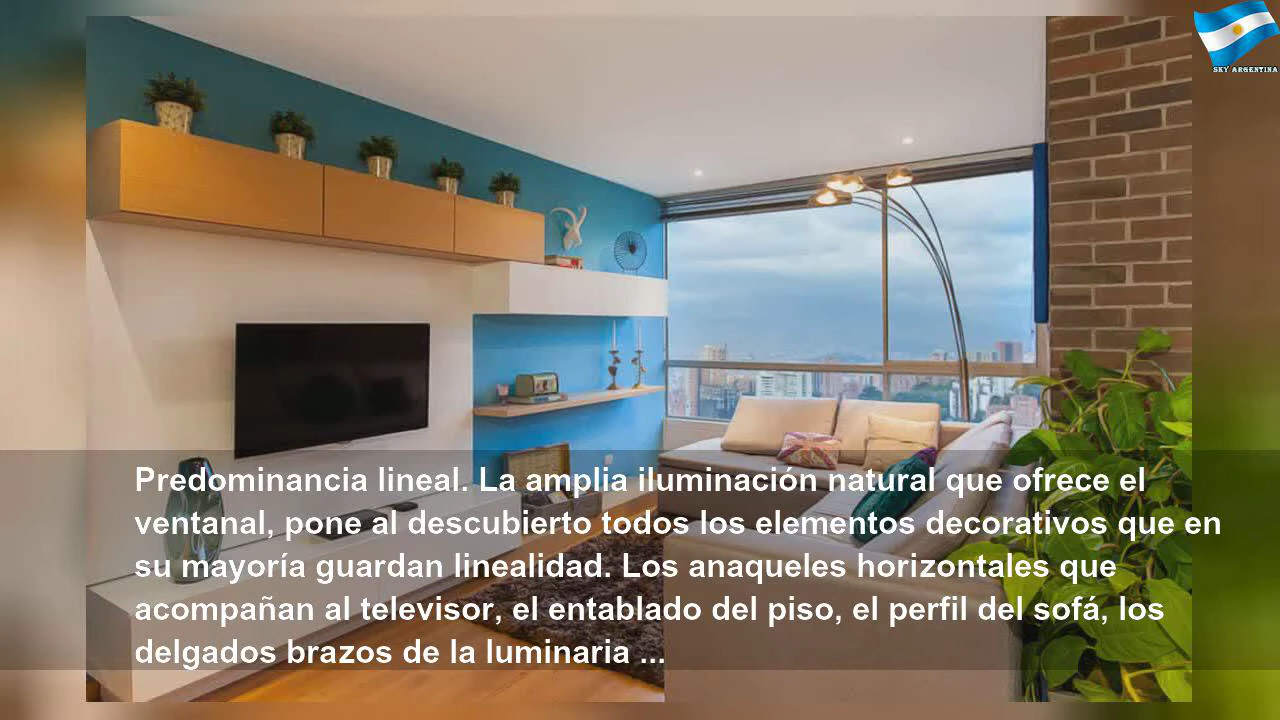 SKY ARGENTINA
Predominancia lineal. La amplia iluminación natural que ofrece el
ventanal, pone al descubierto todos los elementos decorativos que en
su mayoría guardan linealidad. Los anaqueles horizontales que
acompañan al televisor, el entablado del piso, el perfil del sofá, los
delgados brazos de la luminaria ...